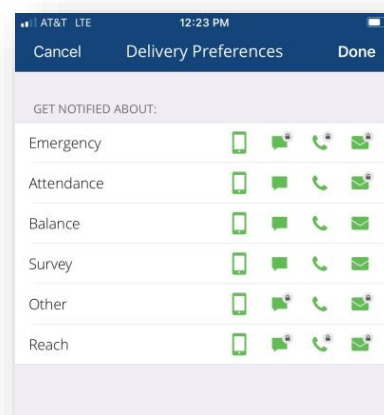 AT&T LTE 12:23 PM
Cancel Delivery Preferences Done
GET NOTIFIED ABOUT:
Emergency
Attendance
Balance
Survey
Other
Reach